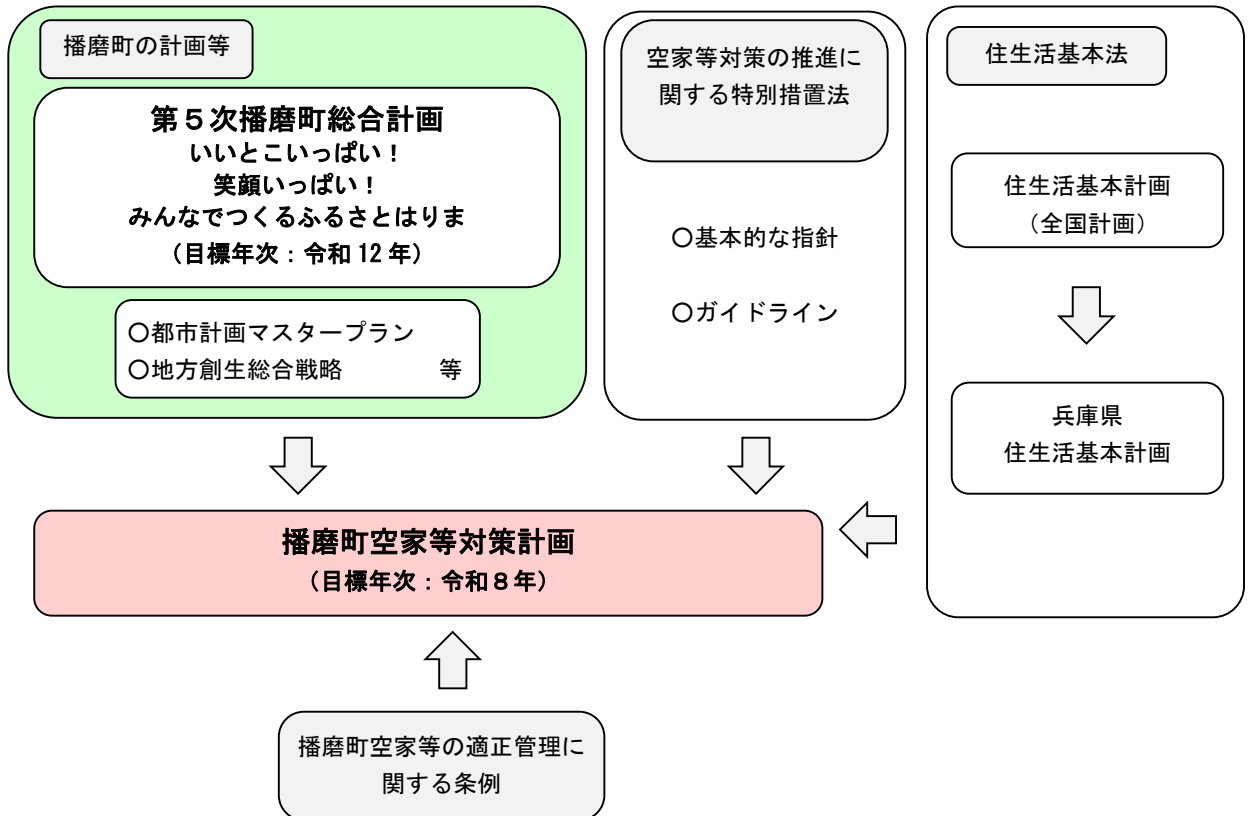 播磨町の計画等
第5次播磨町総合計画
いいとこいっぱい!
笑顔いっぱい!
みんなでつくるふるさとはりま
(目標年次:令和12年)
〇都市計画マスタープラン
〇地方創生総合戦略 等
空家等対策の推進に
関する特別措置法
〇基本的な指針
〇ガイドライン
住生活基本法
住生活基本計画
(全国計画)
兵庫県
住生活基本計画
播磨町空家等対策計画
(目標年次:令和8年)
播磨町空家等の適正管理に
関する条例